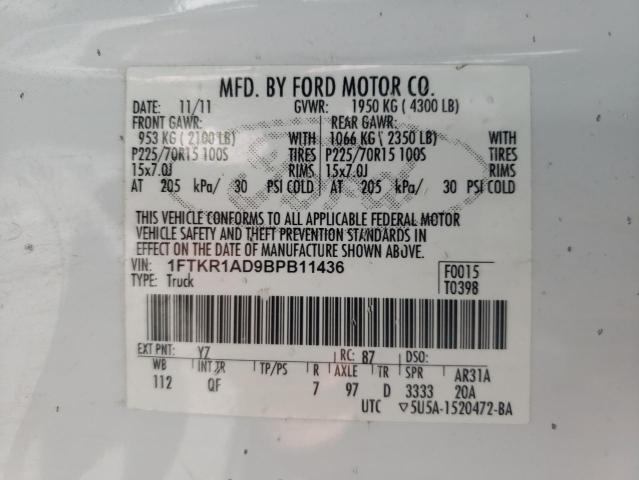 MFD. BY FORD MOTOR CO.
DATE: 11/11 GVWR: 1950 KG ( 4300 LB)
FRONT GAWR: REAR GAWR:
953 KG ( 2100 LB) WITH 1066 KG ( 2350 LB) WITH
P225/70R15 100S TIRES P225/70R15 100S TIRES
15x7.0J RIMS 15x7.0J RIMS
AT 205 kPa/ 30 PSI COLD AT 205 kPa/ 30 PSI COLD
THIS VEHICLE CONFORMS TO ALL APPLICABLE FEDERAL MOTOR
VEHICLE SAFETY AND THEFT PREVENTION STANDARDS IN
EFFECT ON THE DATE OF MANUFACTURE SHOWN ABOVE.
VIN: 1FTKR1AD9BPB11436 F0015
TYPE: Truck T0398
EXT PNT: Y7 RC: 87 DSO:
WB INT TR TP/PS R AXLE TR SPR AR31A
112 QF 7 97 D 3333 20A
UTC ▽5U5A-1520472-BA